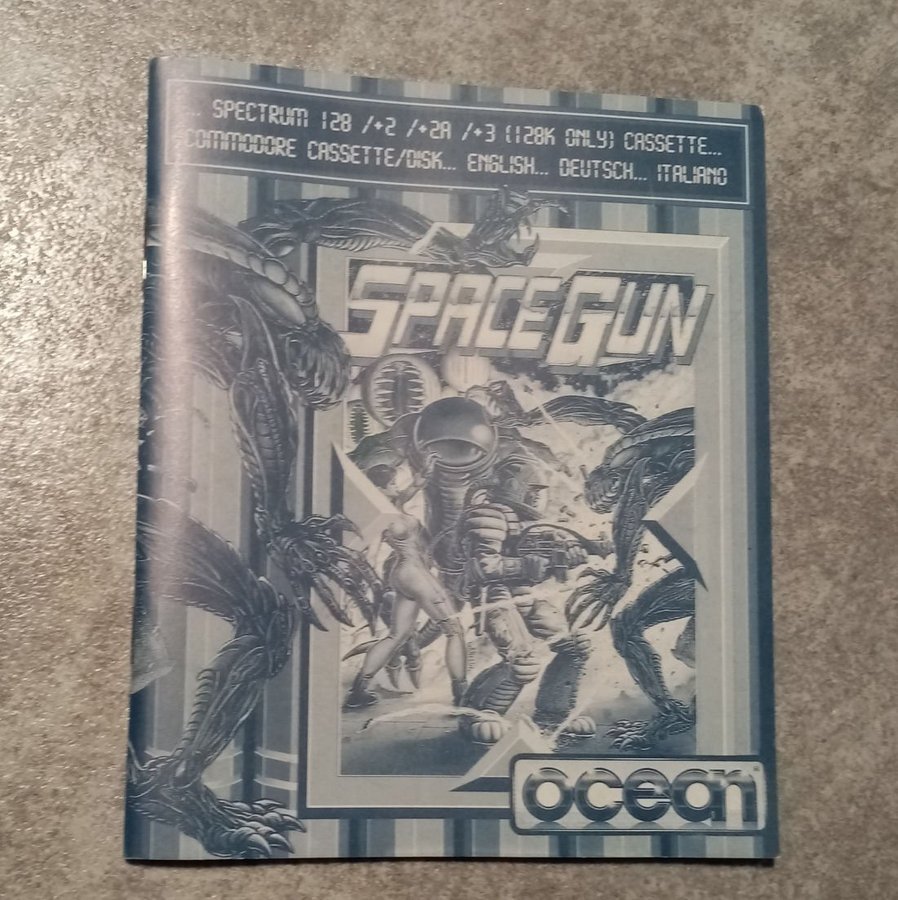 . SPECTRUM 128 /+2 /+2A /+3 (128K ONLY) CASSETTE...
COMMODORE CASSETTE/DISK... ENGLISH... DEUTSCH... ITALIANO
SPACE GUN
ocean